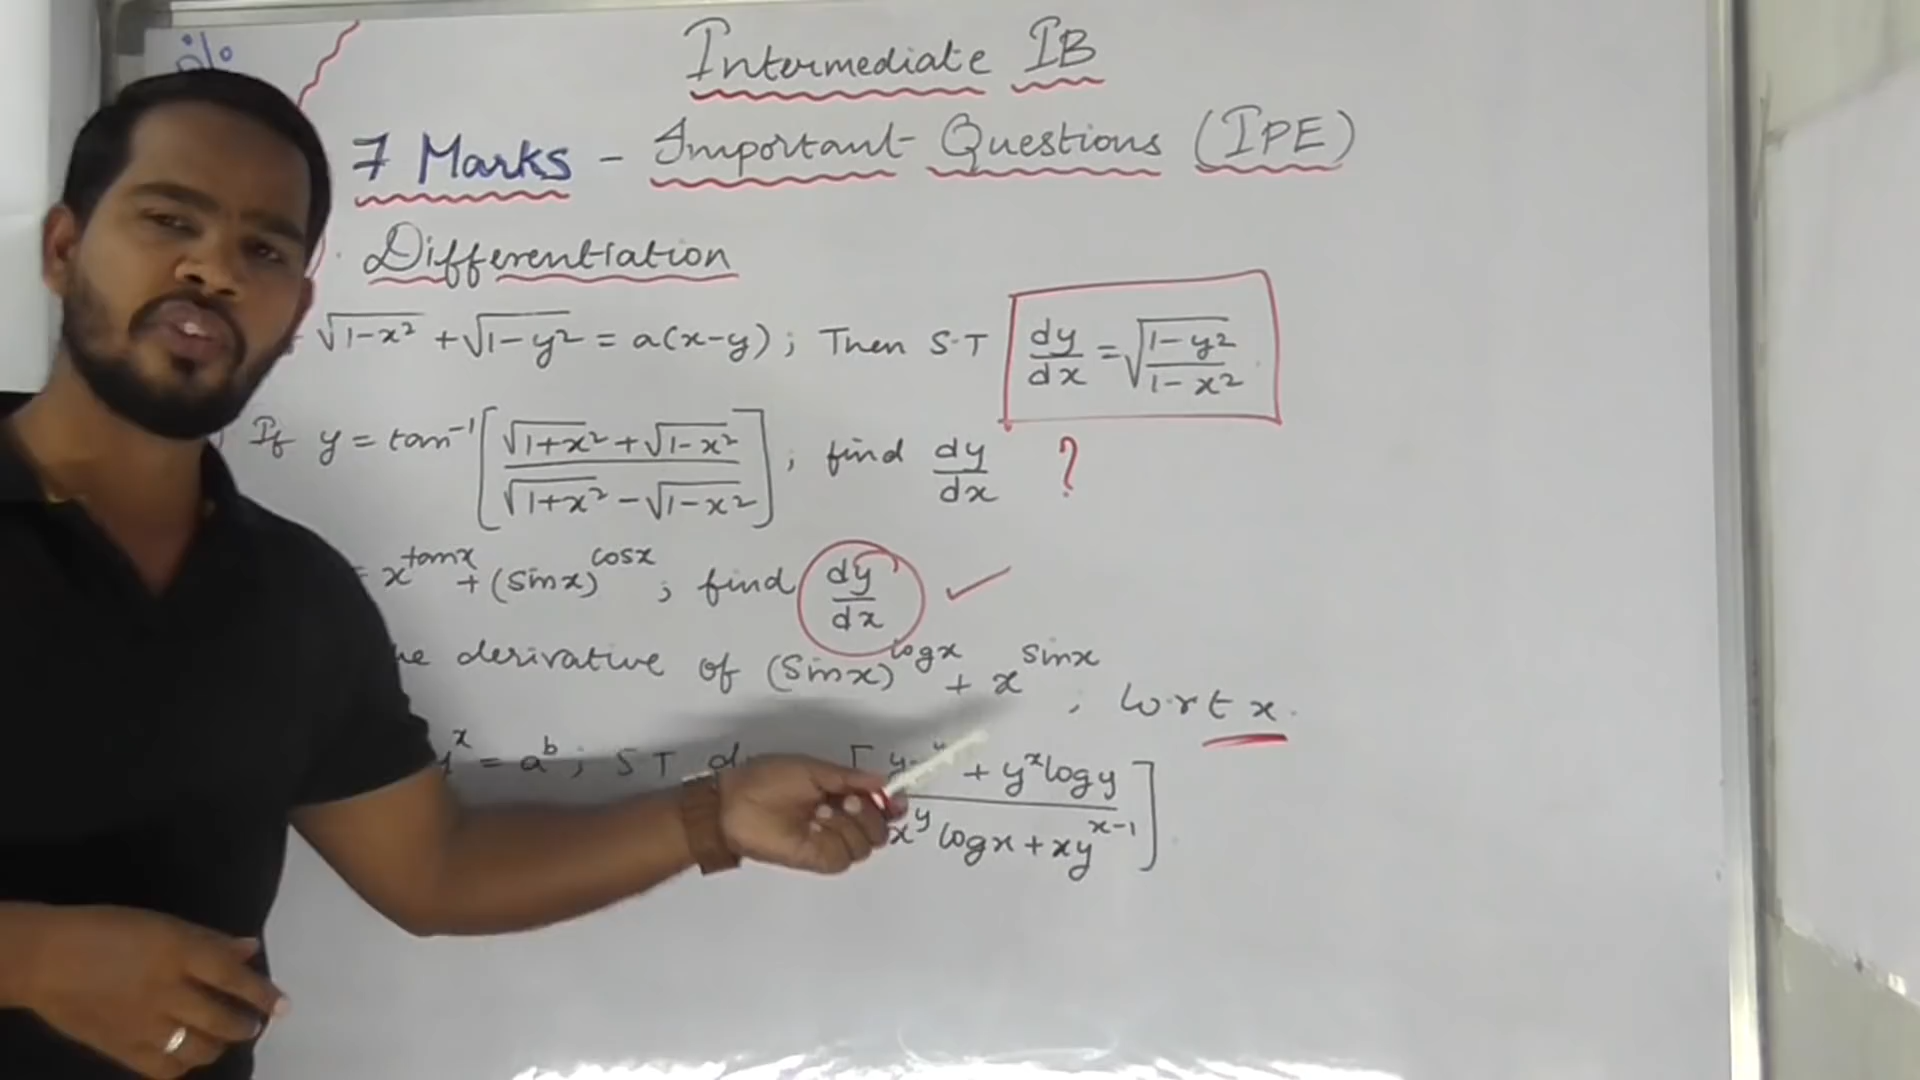 Intermediate IB
7 Marks - Important Questions (IPE)
Differentiation
√1-x² + √1-y² = a(x-y); Then S.T dy/dx = √(1-y²/1-x²)
If y = tan⁻¹[(√1+x² + √1-x²)/(√1+x² - √1-x²)]; find dy/dx ?
= x^tanx + (sinx)^cosx; find dy/dx ✓
derivative of (sinx)^logx + x^sinx; w.r.t x.
^x = a^b; S T + y^x logy / x^y logx + xy^(x-1)]